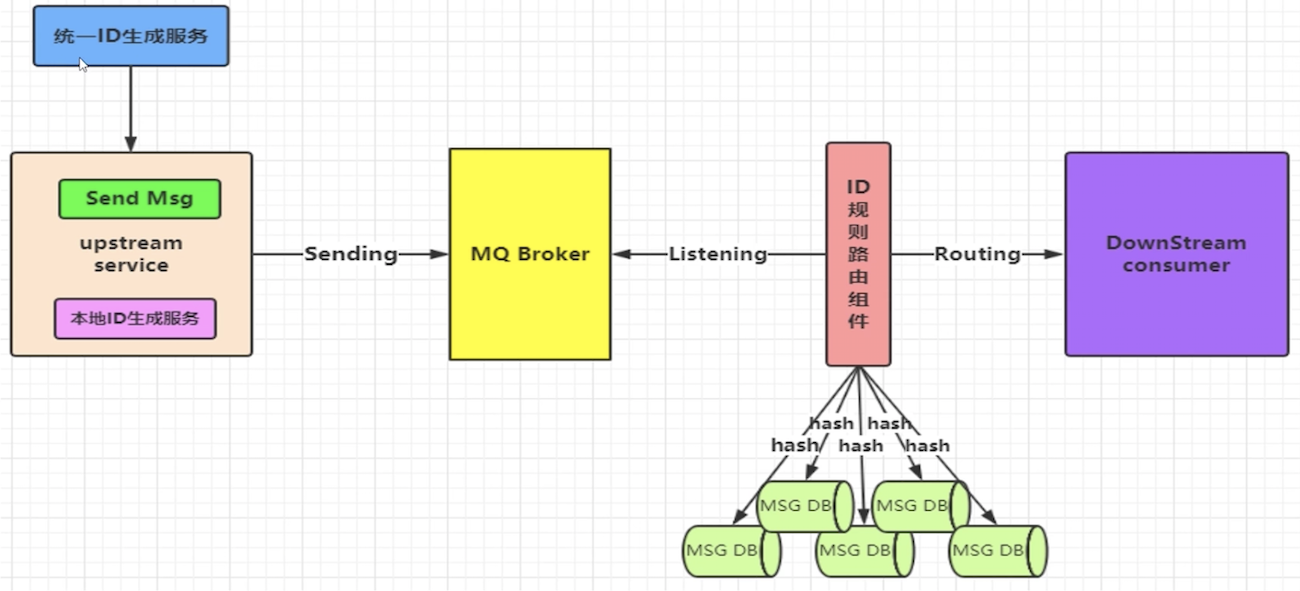 统一ID生成服务
Send Msg
upstream
service
本地ID生成服务
Sending
MQ Broker
Listening
ID
规
则
路
由
组
件
Routing
DownStream
consumer
hash
hash
hash
hash
hash
MSG DB
MSG DB
MSG DB
MSG DB
MSG DB